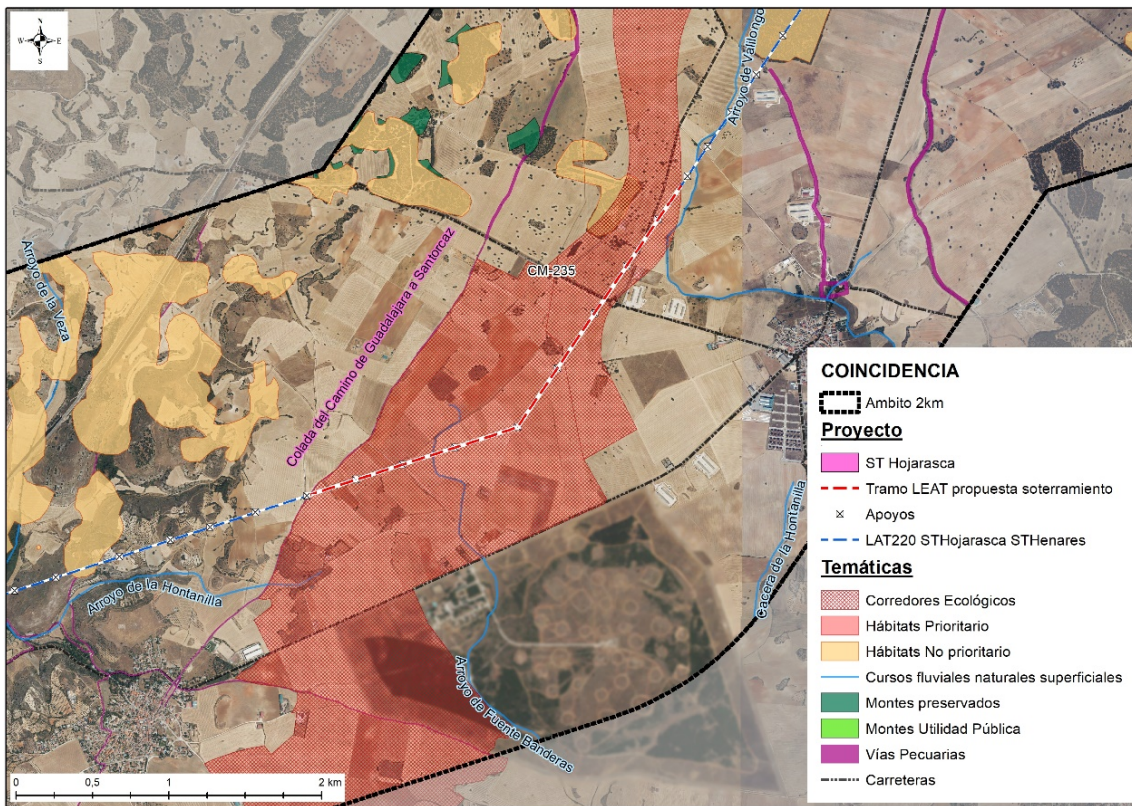 N
W E
S
Arroyo de Vallilongo
Arroyo de la Veza
Colada del Camino de Guadalajara a Santorcaz
CM-235
Arroyo de la Hontanilla
Arroyo de Fuente Banderas
Cacera de la Hontanilla
COINCIDENCIA
Ambito 2km
Proyecto
ST Hojarasca
Tramo LEAT propuesta soterramiento
Apoyos
LAT220 STHojarasca STHenares
Temáticas
Corredores Ecológicos
Hábitats Prioritario
Hábitats No prioritario
Cursos fluviales naturales superficiales
Montes preservados
Montes Utilidad Pública
Vías Pecuarias
Carreteras
0 0,5 1 2 km